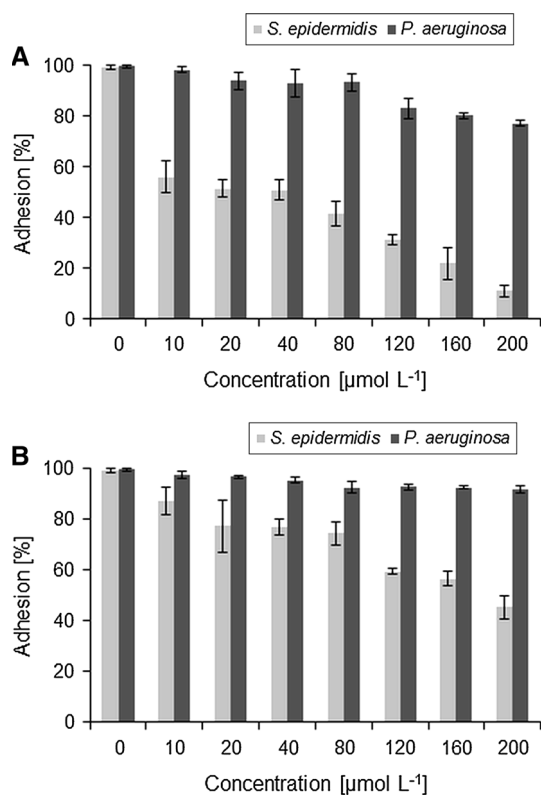 S. epidermidis P. aeruginosa
A
100
80
60
40
20
0
Adhesion [%]
0 10 20 40 80 120 160 200
Concentration [µmol L⁻¹]
S. epidermidis P. aeruginosa
B
100
80
60
40
20
0
Adhesion [%]
0 10 20 40 80 120 160 200
Concentration [µmol L⁻¹]